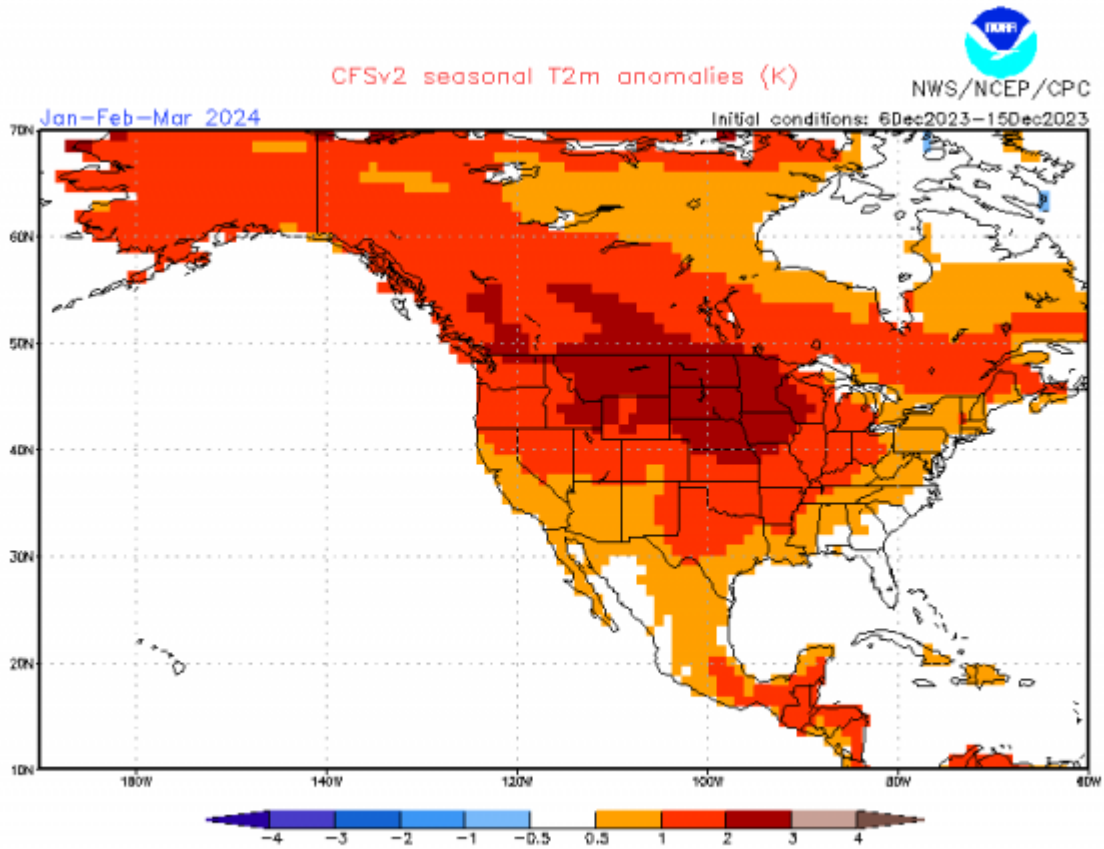 NOAA
CFSv2 seasonal T2m anomalies (K)
NWS/NCEP/CPC
Jan-Feb-Mar 2024
Initial conditions: 6Dec2023-15Dec2023
70N
60N
50N
40N
30N
20N
10N
160W
140W
120W
100W
80W
60W
-4
-3
-2
-1
-0.5
0.5
1
2
3
4